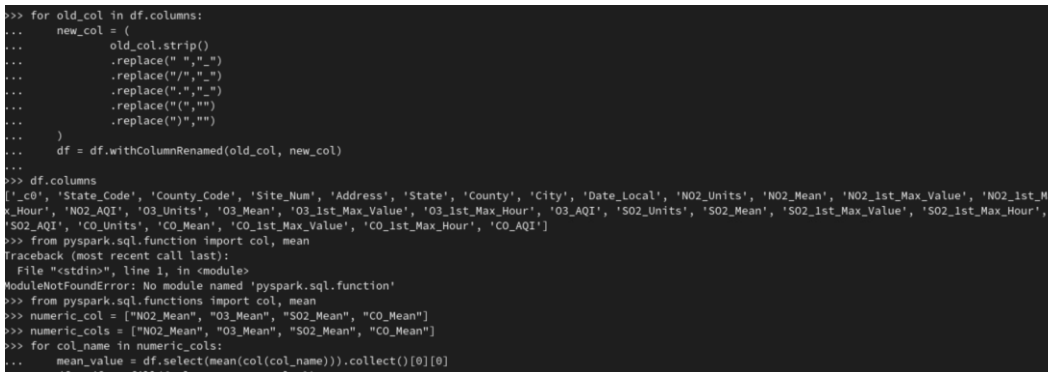 >>> for old_col in df.columns:
...     new_col = (
...             old_col.strip()
...             .replace(" ","_")
...             .replace("/","_")
...             .replace(".","_")
...             .replace("(","")
...             .replace(")","")
...     )
...     df = df.withColumnRenamed(old_col, new_col)
...
>>> df.columns
['_c0', 'State_Code', 'County_Code', 'Site_Num', 'Address', 'State', 'County', 'City', 'Date_Local', 'NO2_Units', 'NO2_Mean', 'NO2_1st_Max_Value', 'NO2_1st_M
x_Hour', 'NO2_AQI', 'O3_Units', 'O3_Mean', 'O3_1st_Max_Value', 'O3_1st_Max_Hour', 'O3_AQI', 'SO2_Units', 'SO2_Mean', 'SO2_1st_Max_Value', 'SO2_1st_Max_Hour',
'SO2_AQI', 'CO_Units', 'CO_Mean', 'CO_1st_Max_Value', 'CO_1st_Max_Hour', 'CO_AQI']
>>> from pyspark.sql.function import col, mean
Traceback (most recent call last):
  File "<stdin>", line 1, in <module>
ModuleNotFoundError: No module named 'pyspark.sql.function'
>>> from pyspark.sql.functions import col, mean
>>> numeric_col = ["NO2_Mean", "O3_Mean", "SO2_Mean", "CO_Mean"]
>>> numeric_cols = ["NO2_Mean", "O3_Mean", "SO2_Mean", "CO_Mean"]
>>> for col_name in numeric_cols:
...     mean_value = df.select(mean(col(col_name))).collect()[0][0]